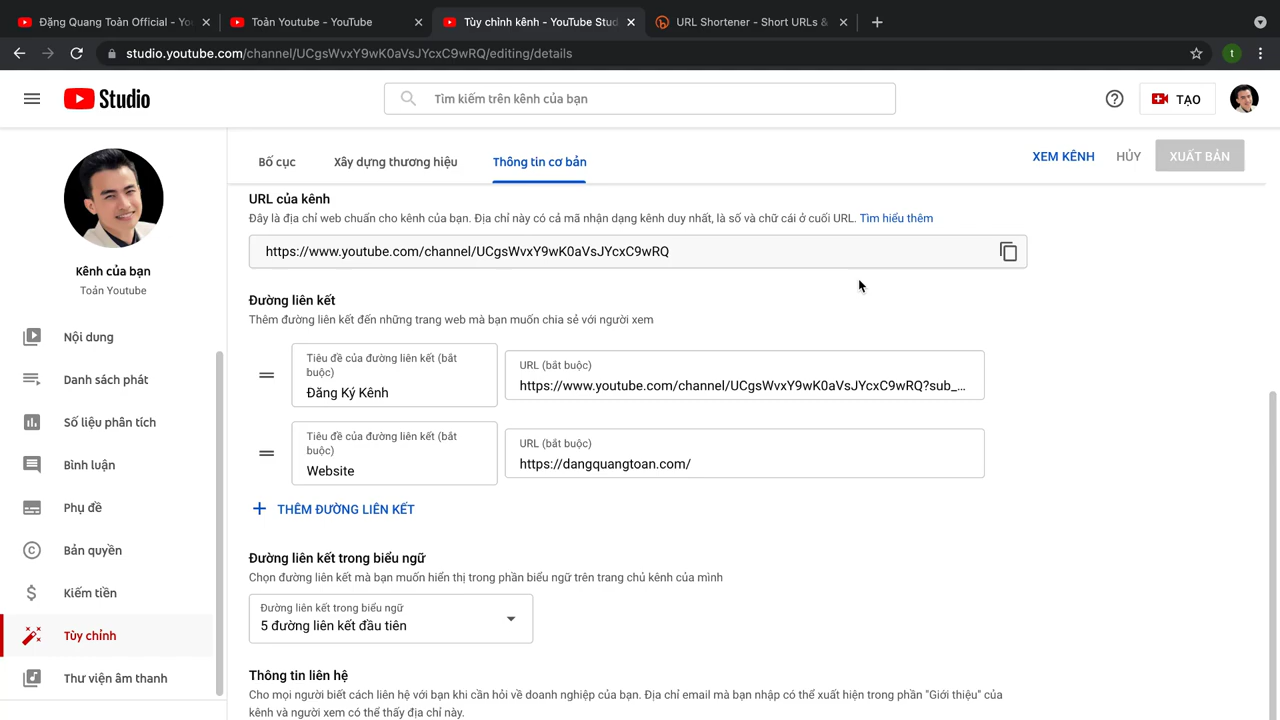 Đặng Quang Toản Official - Yo
Toản Youtube - YouTube
Tùy chỉnh kênh - YouTube Stud
URL Shortener - Short URLs &
studio.youtube.com/channel/UCgsWvxY9wK0aVsJYcxC9wRQ/editing/details
t
Studio
Tìm kiếm trên kênh của bạn
TẠO
Bố cục
Xây dựng thương hiệu
Thông tin cơ bản
XEM KÊNH
HỦY
XUẤT BẢN
Kênh của bạn
Toản Youtube
Nội dung
Danh sách phát
Số liệu phân tích
Bình luận
Phụ đề
Bản quyền
Kiếm tiền
Tùy chỉnh
Thư viện âm thanh
URL của kênh
Đây là địa chỉ web chuẩn cho kênh của bạn. Địa chỉ này có cả mã nhận dạng kênh duy nhất, là số và chữ cái ở cuối URL. Tìm hiểu thêm
https://www.youtube.com/channel/UCgsWvxY9wK0aVsJYcxC9wRQ
Đường liên kết
Thêm đường liên kết đến những trang web mà bạn muốn chia sẻ với người xem
Tiêu đề của đường liên kết (bắt
buộc)
Đăng Ký Kênh
URL (bắt buộc)
https://www.youtube.com/channel/UCgsWvxY9wK0aVsJYcxC9wRQ?sub_...
Tiêu đề của đường liên kết (bắt
buộc)
Website
URL (bắt buộc)
https://dangquangtoan.com/
THÊM ĐƯỜNG LIÊN KẾT
Đường liên kết trong biểu ngữ
Chọn đường liên kết mà bạn muốn hiển thị trong phần biểu ngữ trên trang chủ kênh của mình
Đường liên kết trong biểu ngữ
5 đường liên kết đầu tiên
Thông tin liên hệ
Cho mọi người biết cách liên hệ với bạn khi cần hỏi về doanh nghiệp của bạn. Địa chỉ email mà bạn nhập có thể xuất hiện trong phần "Giới thiệu" của
kênh và người xem có thể thấy địa chỉ này.